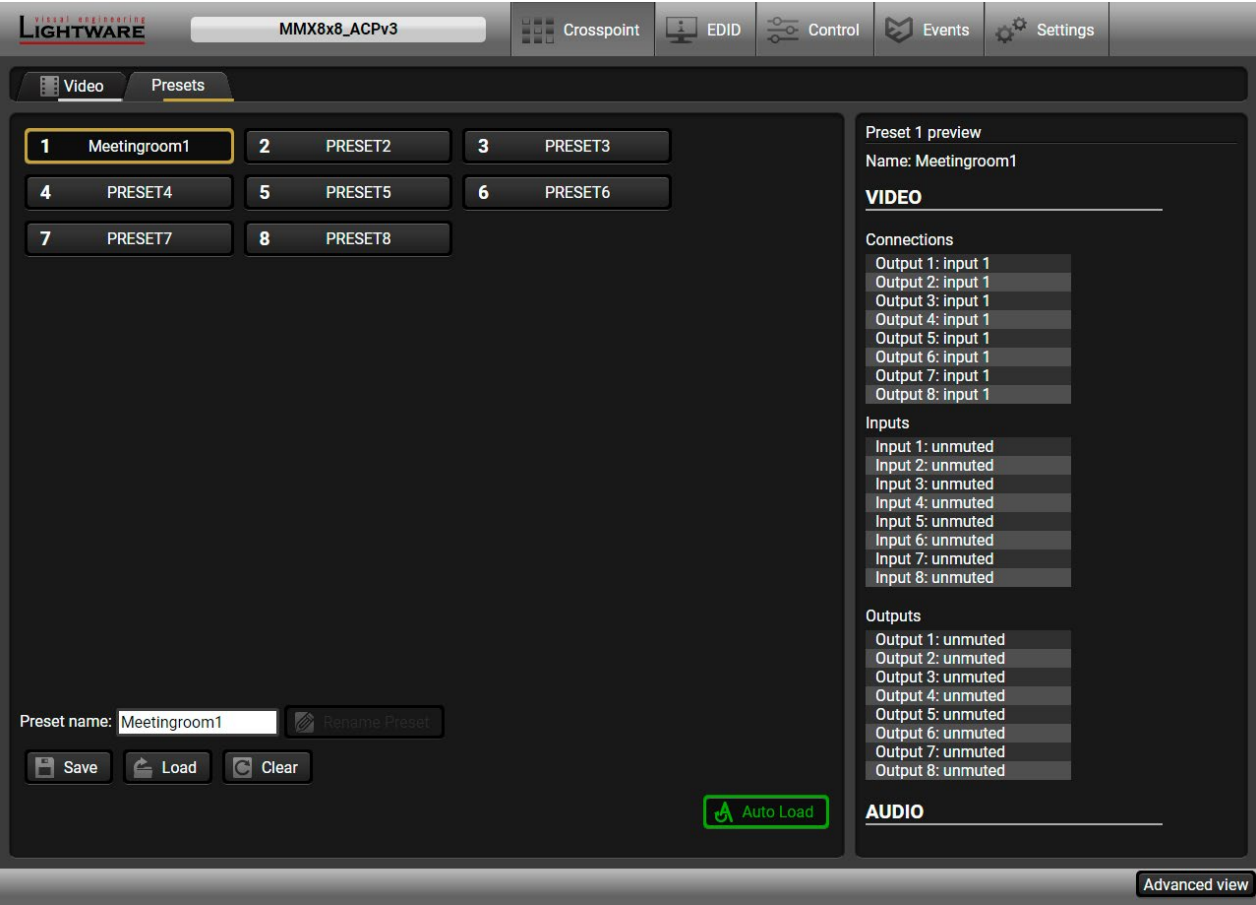 visual engineering
LIGHTWARE
MMX8x8_ACPv3
Crosspoint
EDID
Control
Events
Settings
Video
Presets
1 Meetingroom1
2 PRESET2
3 PRESET3
4 PRESET4
5 PRESET5
6 PRESET6
7 PRESET7
8 PRESET8
Preset name: Meetingroom1
Rename Preset
Save
Load
Clear
Auto Load
Preset 1 preview
Name: Meetingroom1
VIDEO
Connections
Output 1: input 1
Output 2: input 1
Output 3: input 1
Output 4: input 1
Output 5: input 1
Output 6: input 1
Output 7: input 1
Output 8: input 1
Inputs
Input 1: unmuted
Input 2: unmuted
Input 3: unmuted
Input 4: unmuted
Input 5: unmuted
Input 6: unmuted
Input 7: unmuted
Input 8: unmuted
Outputs
Output 1: unmuted
Output 2: unmuted
Output 3: unmuted
Output 4: unmuted
Output 5: unmuted
Output 6: unmuted
Output 7: unmuted
Output 8: unmuted
AUDIO
Advanced view